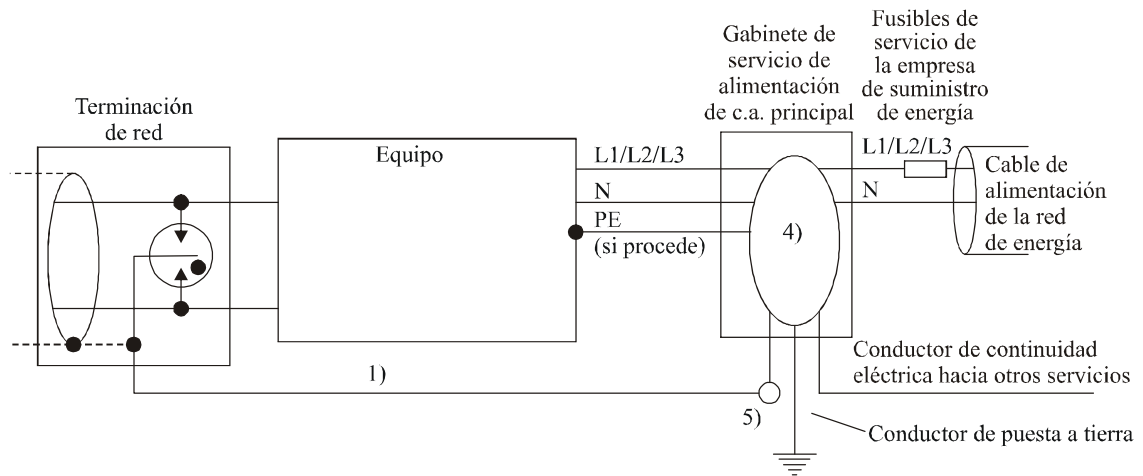 Terminación
de red
Equipo
L1/L2/L3
N
PE
(si procede)
Gabinete de
servicio de
alimentación
de c.a. principal
4)
Fusibles de
servicio de
la empresa
de suministro
de energía
L1/L2/L3
N
Cable de
alimentación
de la red
de energía
1)
5)
Conductor de continuidad
eléctrica hacia otros servicios
Conductor de puesta a tierra